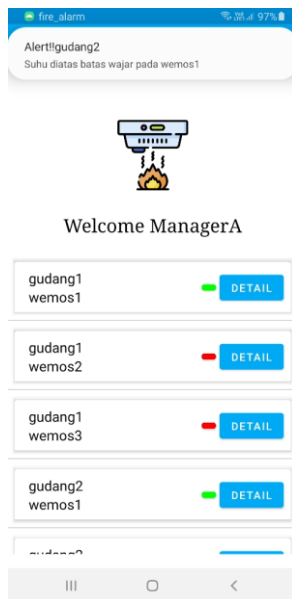 fire_alarm 97%
Alert!!gudang2
Suhu diatas batas wajar pada wemos1
Welcome ManagerA
gudang1
wemos1
DETAIL
gudang1
wemos2
DETAIL
gudang1
wemos3
DETAIL
gudang2
wemos1
DETAIL